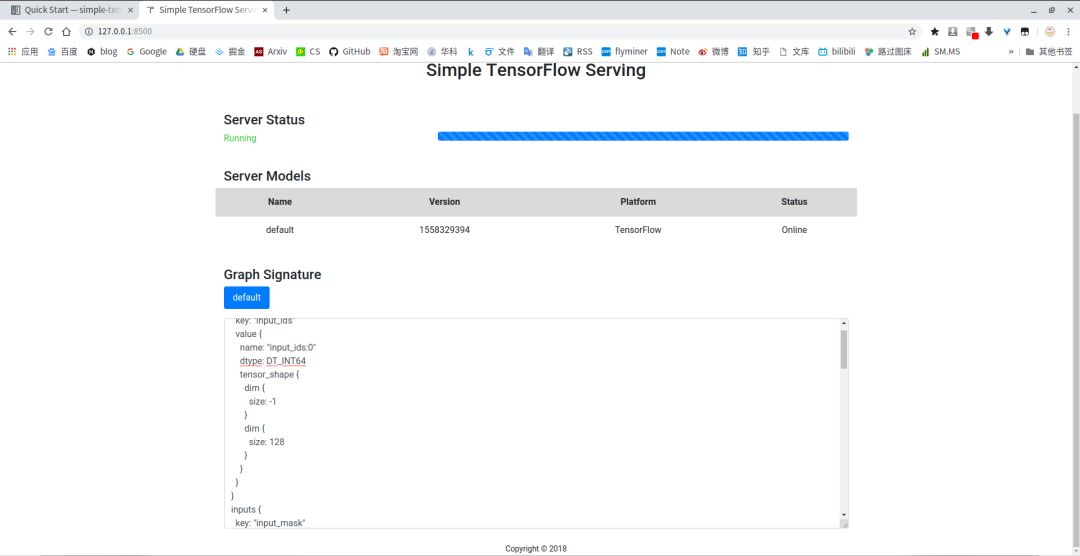 Quick Start — simple-ten
Simple TensorFlow Servin
127.0.0.1:8500
应用 百度 blog Google 硬盘 掘金 Arxiv CS GitHub 淘宝网 华科 k 文件 翻译 RSS flyminer Note 微博 知乎 文库 bilibili 路过图床 SM.MS » 其他书签
Simple TensorFlow Serving
Server Status
Running
Server Models
Name Version Platform Status
default 1558329394 TensorFlow Online
Graph Signature
default
key: "input_ids"
value {
name: "input_ids:0"
dtype: DT_INT64
tensor_shape {
dim {
size: -1
}
dim {
size: 128
}
}
}
}
inputs {
key: "input_mask"
Copyright © 2018